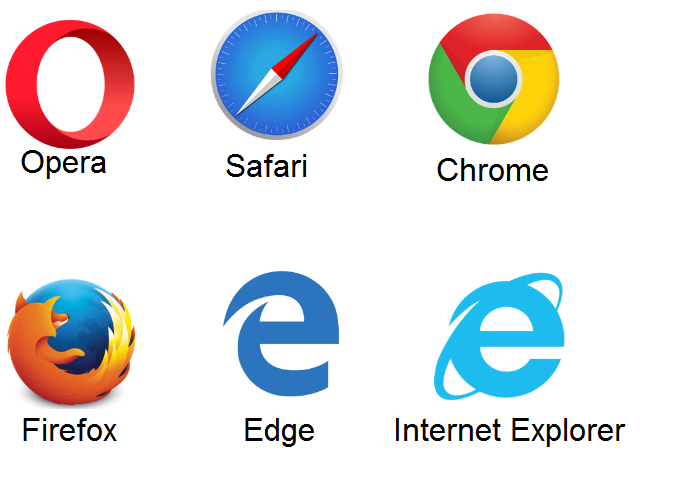 Opera
Safari
Chrome
Firefox
Edge
Internet Explorer